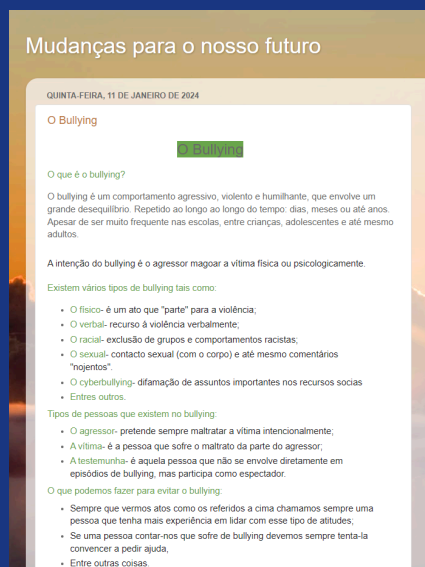 Mudanças para o nosso futuro
QUINTA-FEIRA, 11 DE JANEIRO DE 2024
O Bullying
O Bullying
O que é o bullying?
O bullying é um comportamento agressivo, violento e humilhante, que envolve um
grande desequilíbrio. Repetido ao longo ao longo do tempo: dias, meses ou até anos.
Apesar de ser muito frequente nas escolas, entre crianças, adolescentes e até mesmo
adultos.
A intenção do bullying é o agressor magoar a vítima física ou psicologicamente.
Existem vários tipos de bullying tais como:
• O físico- é um ato que "parte" para a violência;
• O verbal- recurso á violência verbalmente;
• O racial- exclusão de grupos e comportamentos racistas;
• O sexual- contacto sexual (com o corpo) e até mesmo comentários
"nojentos".
• O cyberbullying- difamação de assuntos importantes nos recursos socias
• Entres outros.
Tipos de pessoas que existem no bullying:
• O agressor- pretende sempre maltratar a vítima intencionalmente;
• A vítima- é a pessoa que sofre o maltrato da parte do agressor;
• A testemunha- é aquela pessoa que não se envolve diretamente em
episódios de bullying, mas participa como espectador.
O que podemos fazer para evitar o bullying:
• Sempre que vermos atos como os referidos a cima chamamos sempre uma
pessoa que tenha mais experiência em lidar com esse tipo de atitudes;
• Se uma pessoa contar-nos que sofre de bullying devemos sempre tenta-la
convencer a pedir ajuda,
• Entre outras coisas.